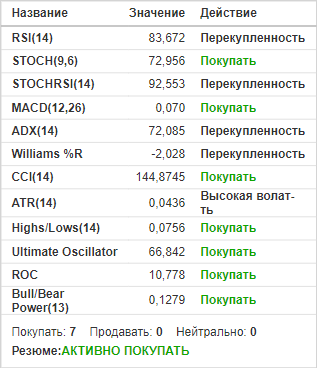 Название Значение Действие
RSI(14) 83,672 Перекупленность
STOCH(9,6) 72,956 Покупать
STOCHRSI(14) 92,553 Перекупленность
MACD(12,26) 0,070 Покупать
ADX(14) 72,085 Перекупленность
Williams %R -2,028 Перекупленность
CCI(14) 144,8745 Покупать
ATR(14) 0,0436 Высокая волат-
ть
Highs/Lows(14) 0,0756 Покупать
Ultimate Oscillator 66,842 Покупать
ROC 10,778 Покупать
Bull/Bear
Power(13) 0,1279 Покупать
Покупать: 7 Продавать: 0 Нейтрально: 0
Резюме:АКТИВНО ПОКУПАТЬ